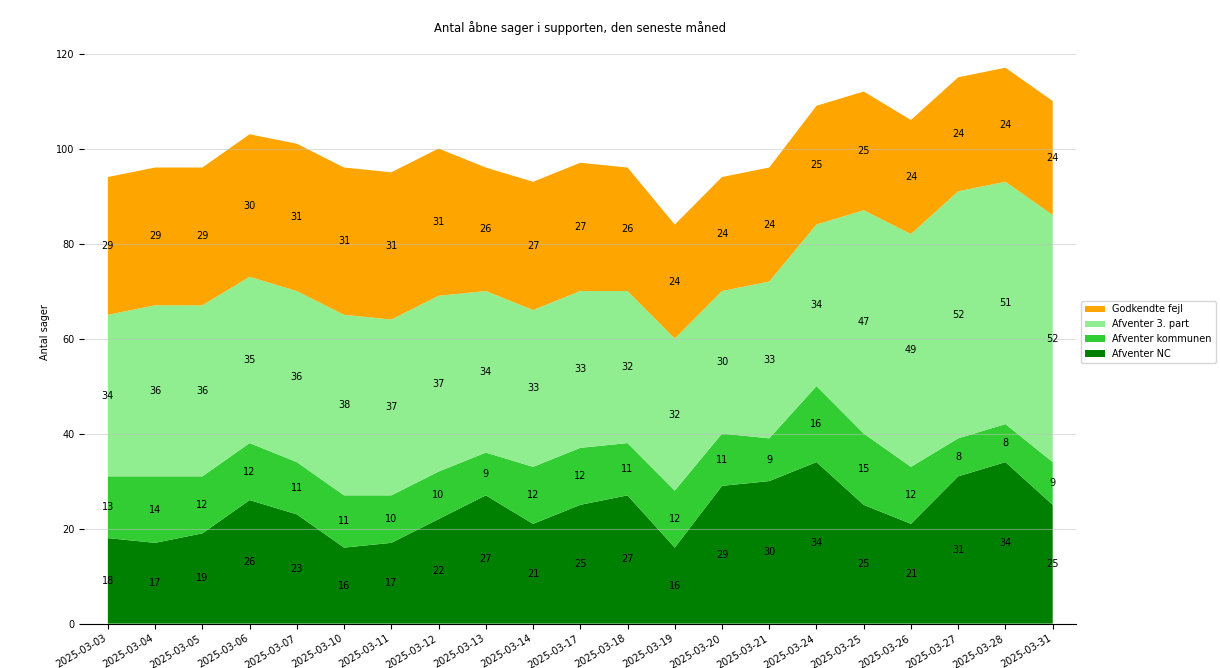 Antal åbne sager i supporten, den seneste måned
120
100
80
60
40
20
0
Antal sager
29 29 29 30 31 31 31 31 26 27 27 26 24 24 24 25 25 24 24 24 24
34 36 36 35 36 38 37 37 34 33 33 32 32 30 33 34 47 49 52 51 52
13 14 12 12 11 11 10 10 9 12 12 11 12 11 9 16 15 12 8 8 9
18 17 19 26 23 16 17 22 27 21 25 27 16 29 30 34 25 21 31 34 25
Godkendte fejl
Afventer 3. part
Afventer kommunen
Afventer NC
2025-03-03 2025-03-04 2025-03-05 2025-03-06 2025-03-07 2025-03-10 2025-03-11 2025-03-12 2025-03-13 2025-03-14 2025-03-17 2025-03-18 2025-03-19 2025-03-20 2025-03-21 2025-03-24 2025-03-25 2025-03-26 2025-03-27 2025-03-28 2025-03-31